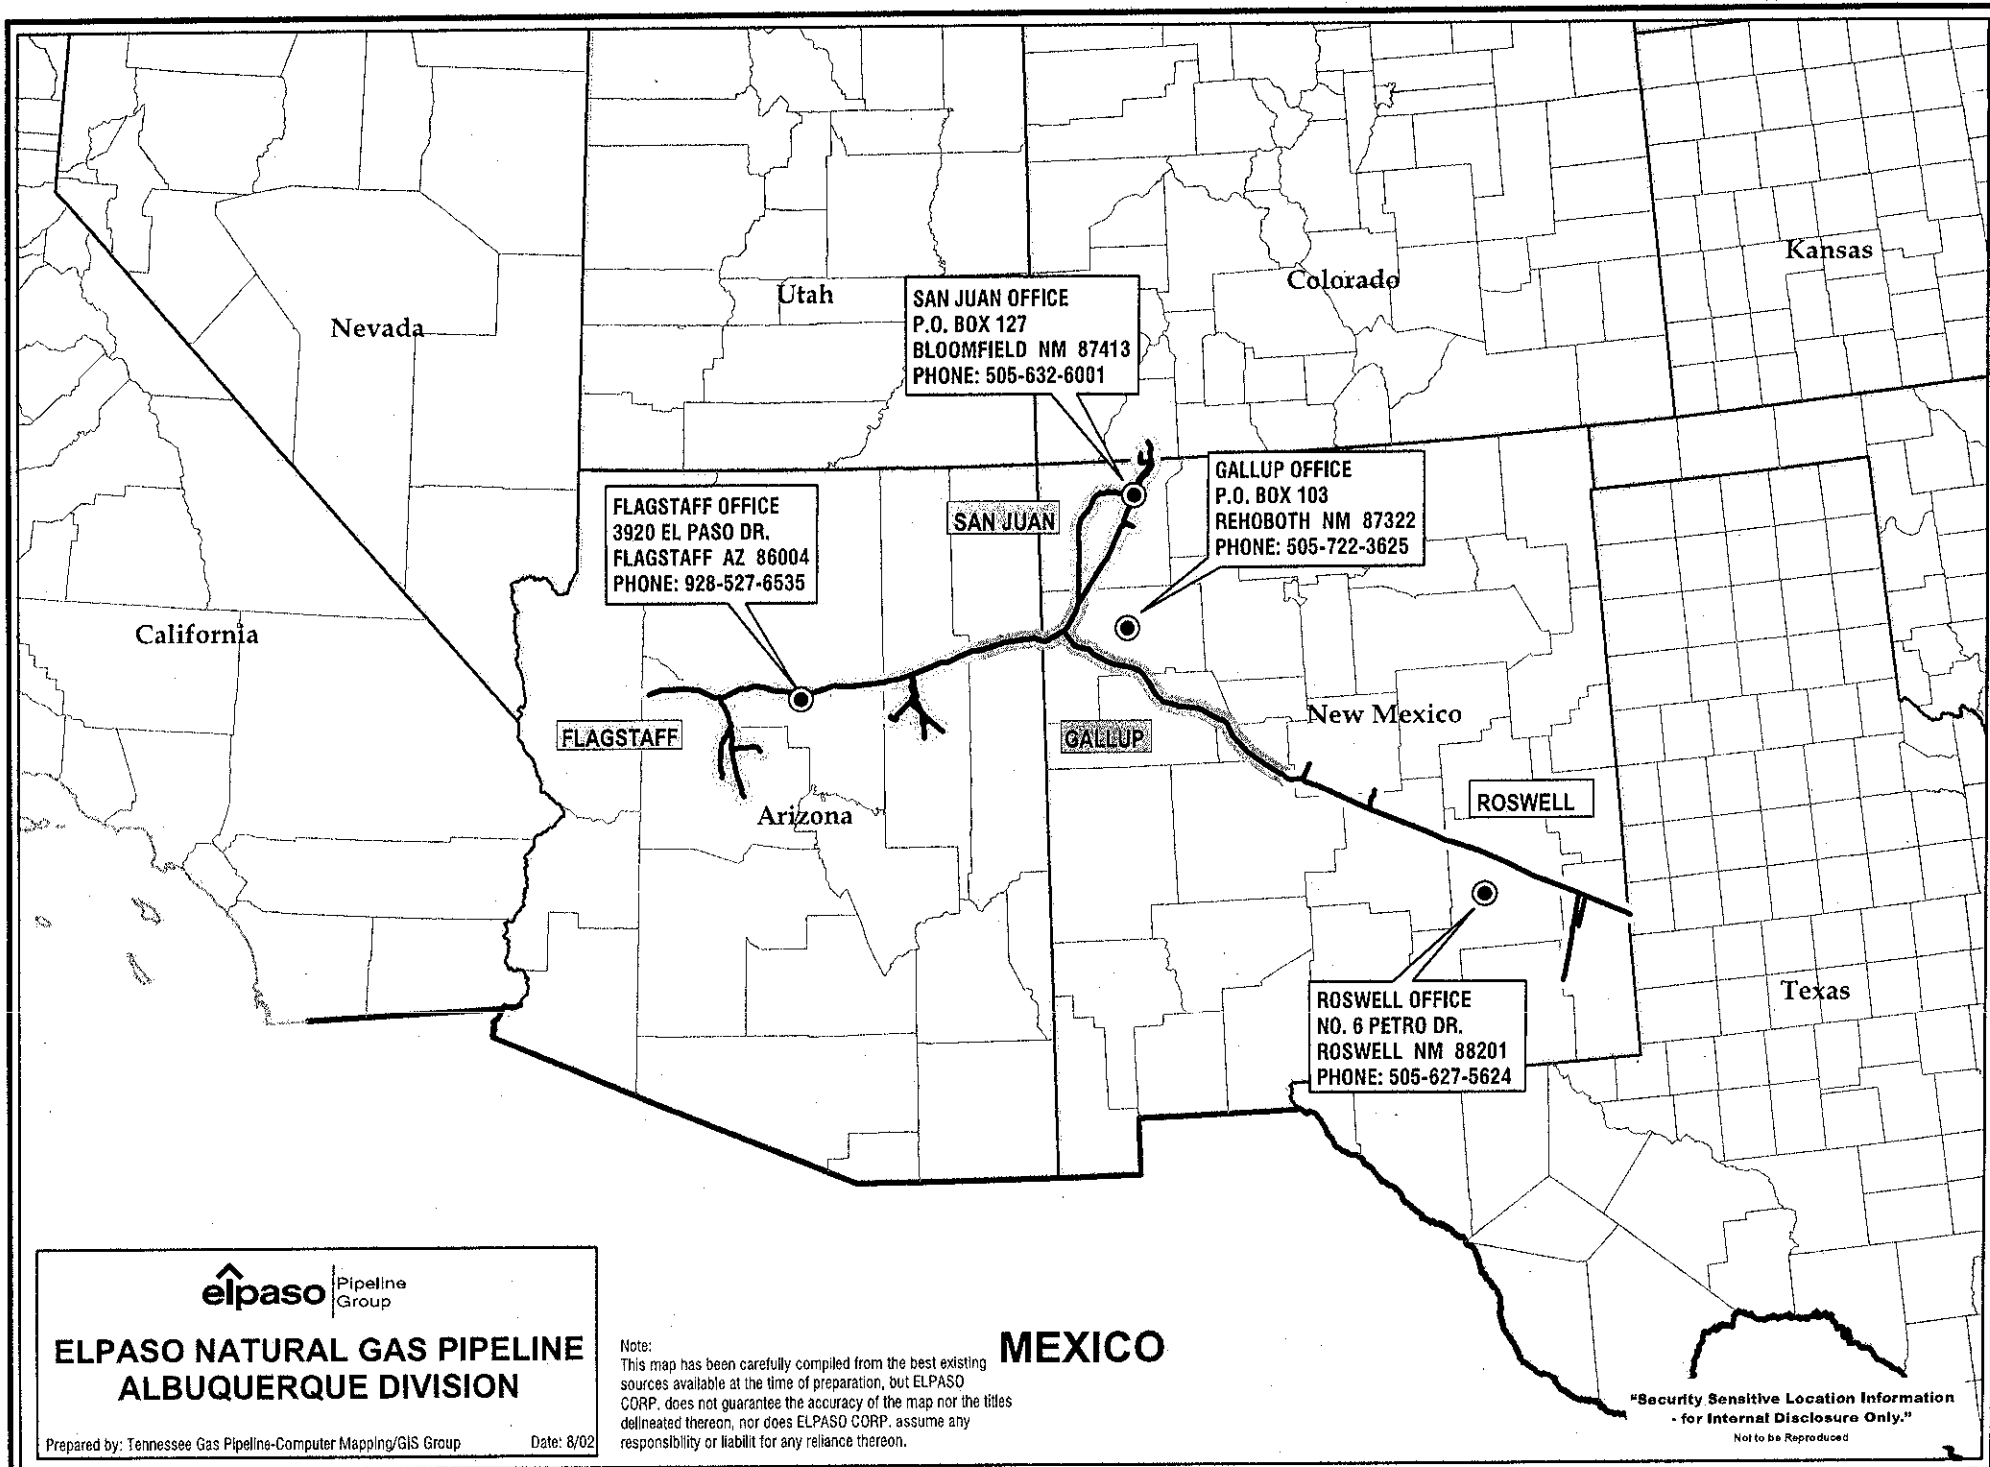 Nevada
Utah
Colorado
Kansas
SAN JUAN OFFICE
P.O. BOX 127
BLOOMFIELD NM 87413
PHONE: 505-632-6001
GALLUP OFFICE
P.O. BOX 103
REHOBOTH NM 87322
PHONE: 505-722-3625
FLAGSTAFF OFFICE
3920 EL PASO DR.
FLAGSTAFF AZ 86004
PHONE: 928-527-6535
SAN JUAN
California
FLAGSTAFF
GALLUP
New Mexico
ROSWELL
Arizona
Texas
ROSWELL OFFICE
NO. 6 PETRO DR.
ROSWELL NM 88201
PHONE: 505-627-5624
elpaso Pipeline
Group
ELPASO NATURAL GAS PIPELINE
ALBUQUERQUE DIVISION
Prepared by: Tennessee Gas Pipeline-Computer Mapping/GIS Group Date: 8/02
Note:
This map has been carefully compiled from the best existing
sources available at the time of preparation, but ELPASO
CORP. does not guarantee the accuracy of the map nor the titles
delineated thereon, nor does ELPASO CORP. assume any
responsibility or liabilit for any reliance thereon.
MEXICO
"Security Sensitive Location Information
- for Internal Disclosure Only."
Not to be Reproduced